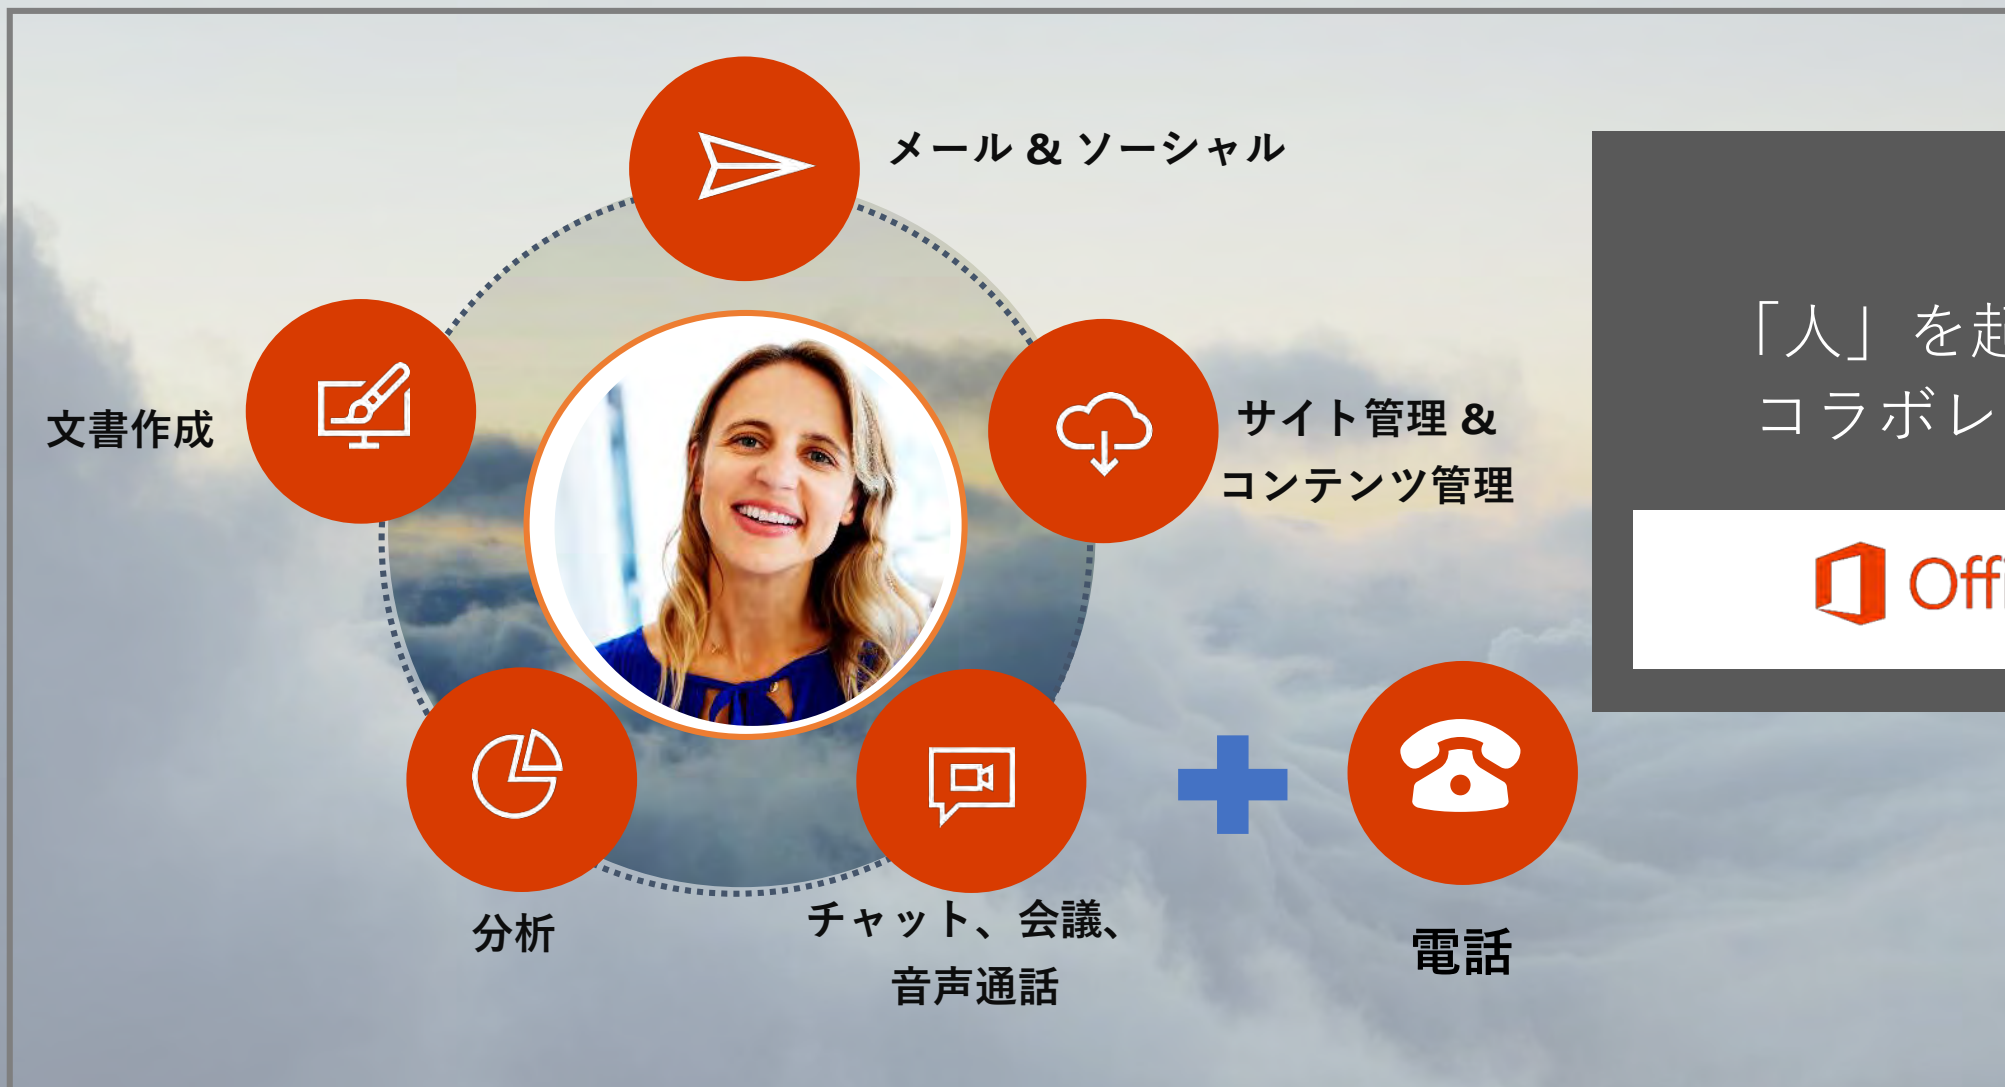 メール & ソーシャル
文書作成
サイト管理 &
コンテンツ管理
分析
チャット、会議、
音声通話
電話
「人」を起
コラボレ
Offi